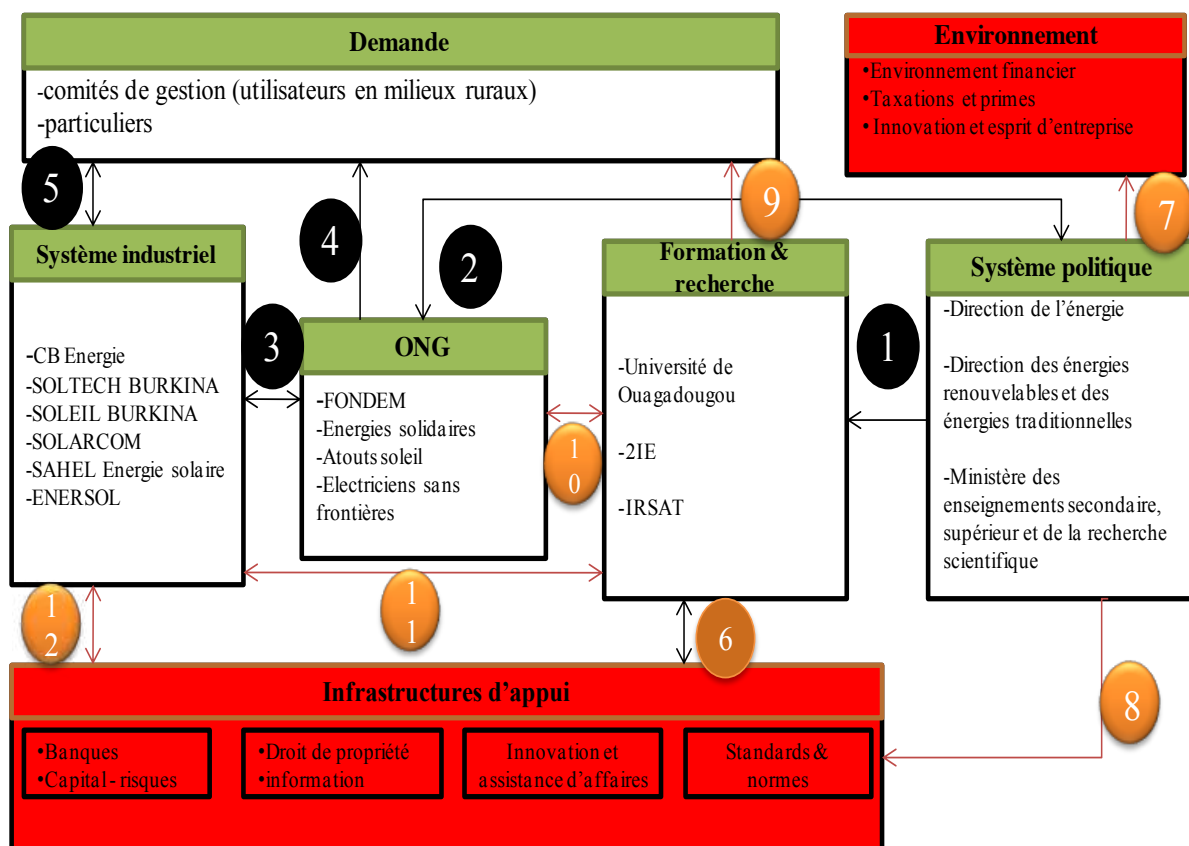 Demande
-comités de gestion (utilisateurs en milieux ruraux)
-particuliers
Environnement
•Environnement financier
•Taxations et primes
•Innovation et esprit d’entreprise
5
4
2
9
7
Système industriel
-CB Energie
-SOLTECH BURKINA
-SOLEIL BURKINA
-SOLARCOM
-SAHEL Energie solaire
-ENERSOL
3
ONG
-FONDEM
-Energies solidaires
-Atouts soleil
-Electriciens sans
frontières
1
0
Formation &
recherche
-Université de
Ouagadougou
-2IE
-IRSAT
1
Système politique
-Direction de l’énergie
-Direction des énergies
renouvelables et des
énergies traditionnelles
-Ministère des
enseignements secondaire,
supérieur et de la recherche
scientifique
1
2
1
1
6
8
Infrastructures d’appui
•Banques
•Capital - risques
•Droit de propriété
•information
Innovation et
assistance d’affaires
Standards &
normes